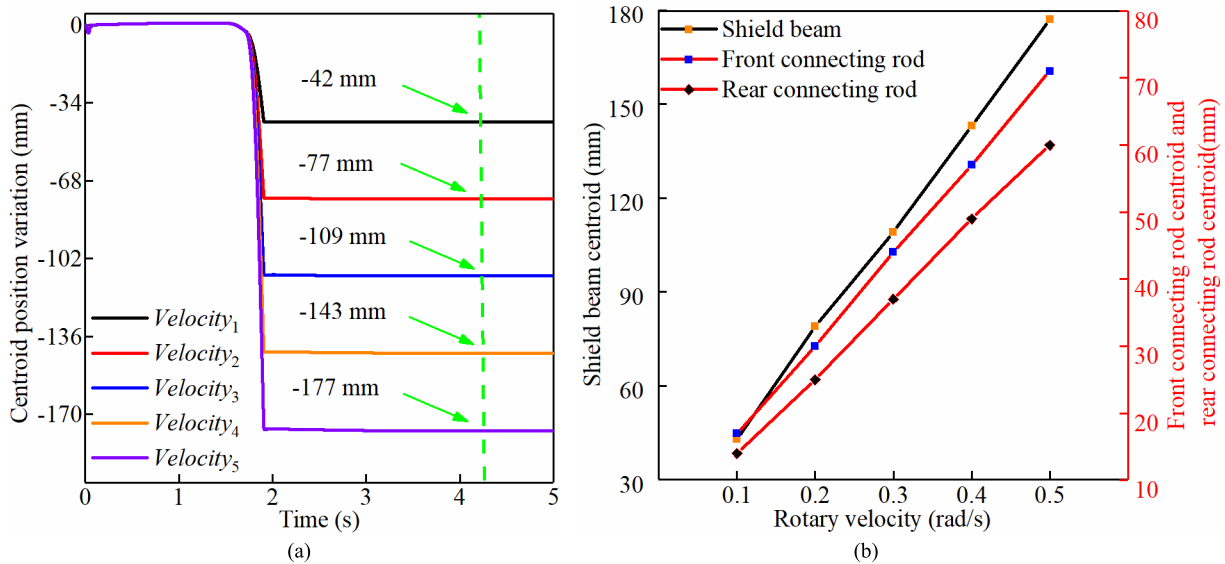 0
-34
-68
-102
-136
-170
Centroid position variation (mm)
-42 mm
-77 mm
-109 mm
-143 mm
-177 mm
Velocity1
Velocity2
Velocity3
Velocity4
Velocity5
0 1 2 3 4 5
Time (s)
(a)
180
150
120
90
60
30
Shield beam centroid (mm)
Shield beam
Front connecting rod
Rear connecting rod
80
70
60
50
40
30
20
10
Front connecting rod centroid and
rear connecting rod centroid(mm)
0.1 0.2 0.3 0.4 0.5
Rotary velocity (rad/s)
(b)